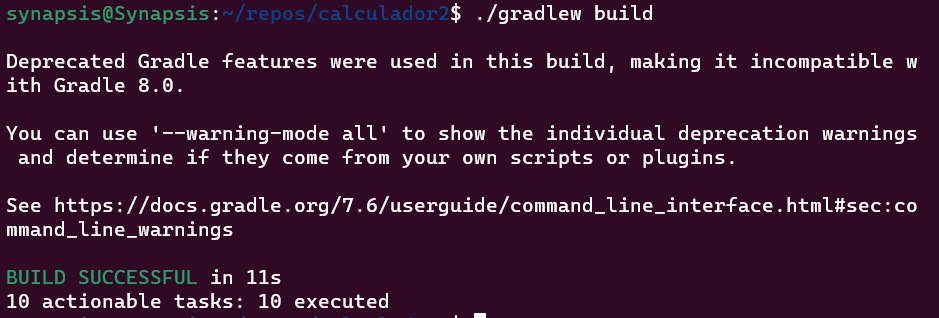 synapsis@Synapsis:~/repos/calculador2$ ./gradlew build
Deprecated Gradle features were used in this build, making it incompatible w
ith Gradle 8.0.
You can use '--warning-mode all' to show the individual deprecation warnings
 and determine if they come from your own scripts or plugins.
See https://docs.gradle.org/7.6/userguide/command_line_interface.html#sec:co
mmand_line_warnings
BUILD SUCCESSFUL in 11s
10 actionable tasks: 10 executed